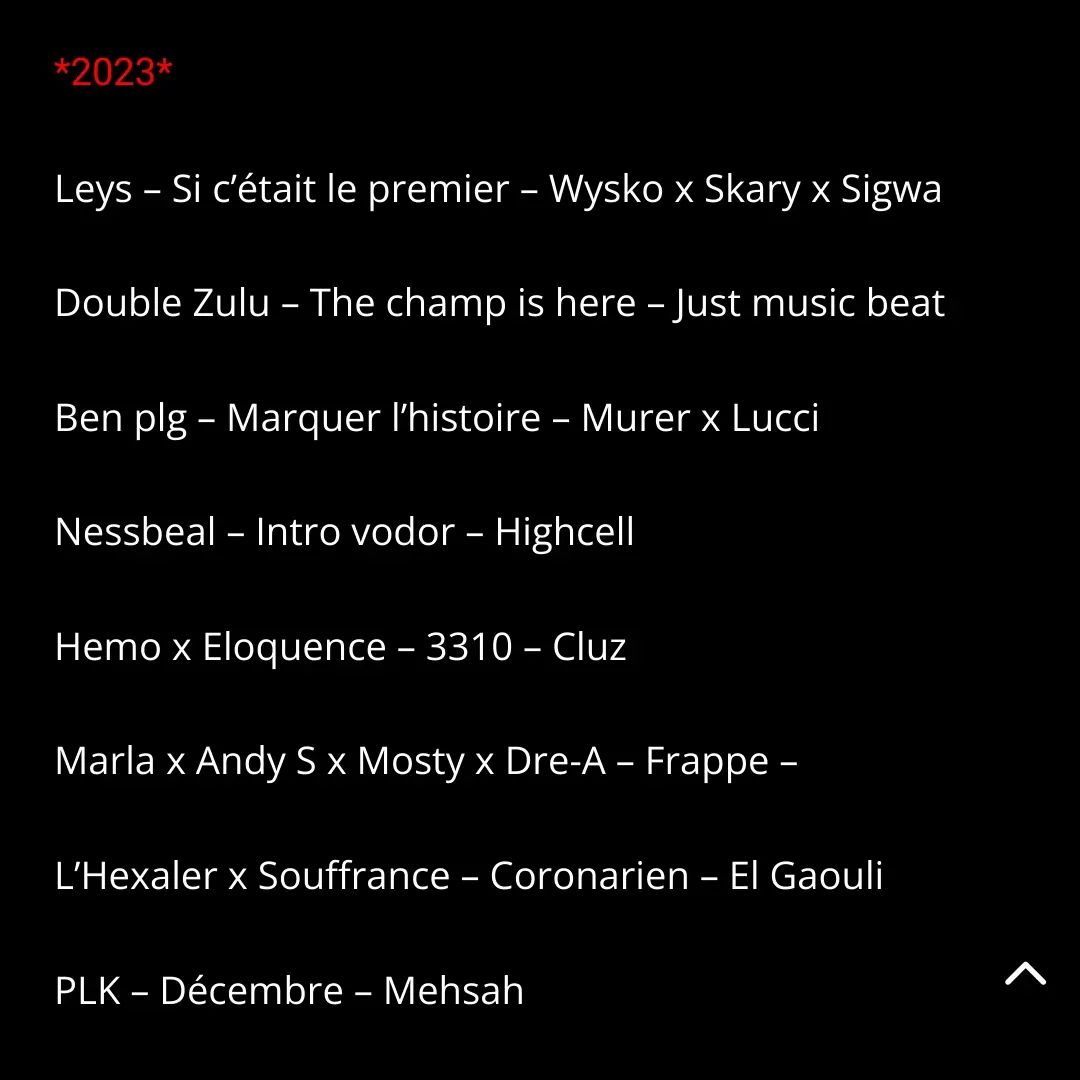 *2023*
Leys – Si c’était le premier – Wysko x Skary x Sigwa
Double Zulu – The champ is here – Just music beat
Ben plg – Marquer l’histoire – Murer x Lucci
Nessbeal – Intro vodor – Highcell
Hemo x Eloquence – 3310 – Cluz
Marla x Andy S x Mosty x Dre-A – Frappe –
L’Hexaler x Souffrance – Coronarien – El Gaouli
PLK – Décembre – Mehsah